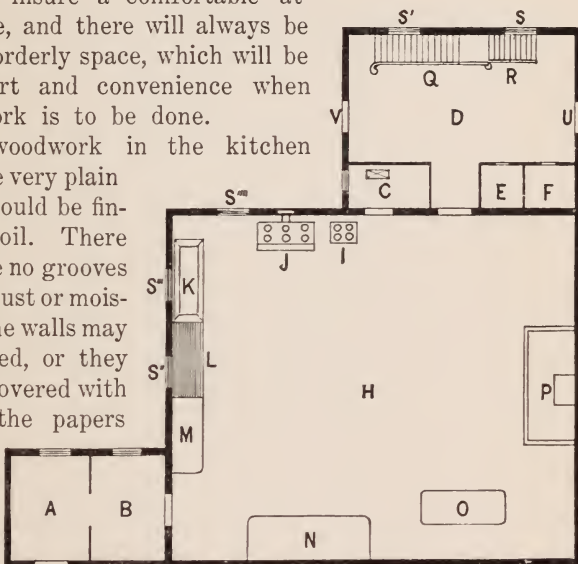 insure a comfortable at-
e, and there will always be
orderly space, which will be
rt and convenience when
ork is to be done.
woodwork in the kitchen
e very plain
ould be fin-
oil. There
e no grooves
ust or mois-
he walls may
ed, or they
overed with
the papers
S' S
Q R
V D U
C E F
S'''
J I
S'' K
S' L
H P
M
A B O
N